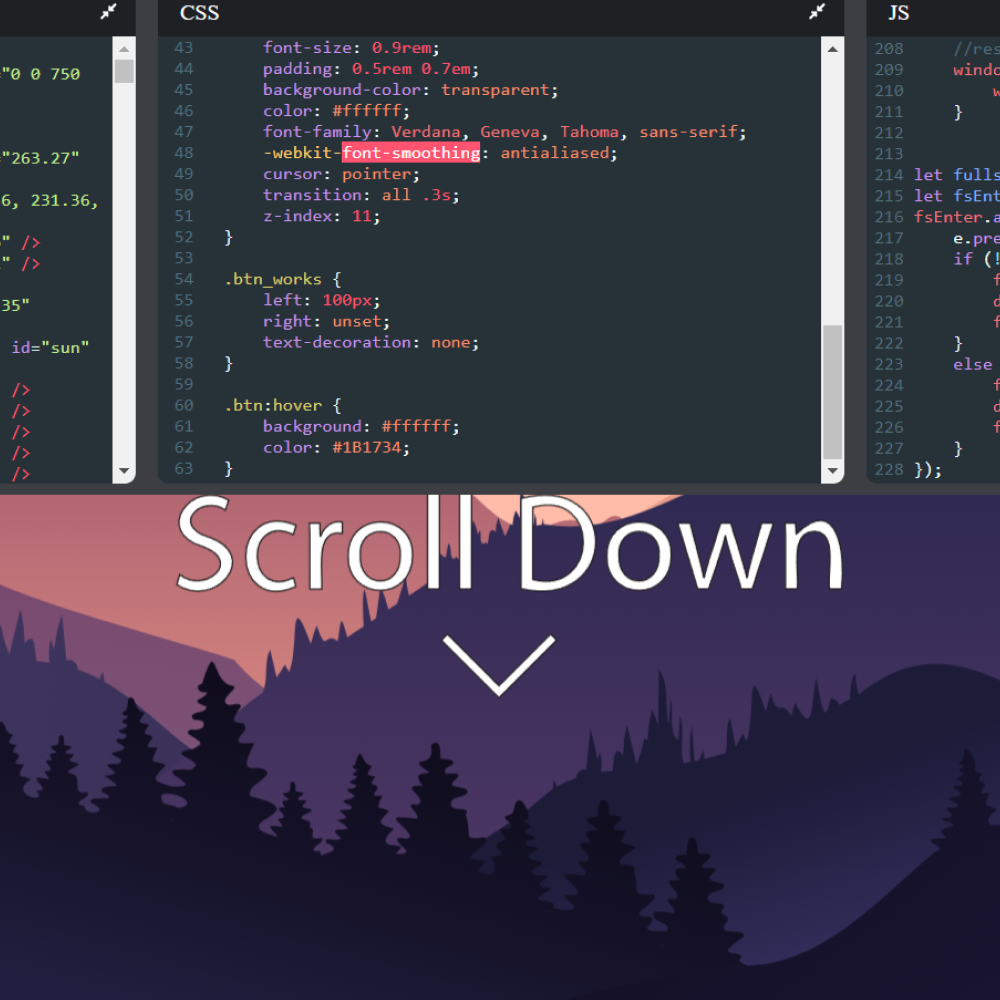 CSS
JS
="0 0 750
="263.27"
6, 231.36,
" />
" />
35"
id="sun"
/>
/>
/>
/>
/>
43 font-size: 0.9rem;
44 padding: 0.5rem 0.7em;
45 background-color: transparent;
46 color: #ffffff;
47 font-family: Verdana, Geneva, Tahoma, sans-serif;
48 -webkit-font-smoothing: antialiased;
49 cursor: pointer;
50 transition: all .3s;
51 z-index: 11;
52 }
53
54 .btn_works {
55 left: 100px;
56 right: unset;
57 text-decoration: none;
58 }
59
60 .btn:hover {
61 background: #ffffff;
62 color: #1B1734;
63 }
208 //res
209 windo
210 w
211 }
212
213
214 let fulls
215 let fsEnt
216 fsEnter.a
217 e.pre
218 if (!
219 f
220 d
221 f
222 }
223 else
224 f
225 d
226 f
227 }
228 });
Scroll Down